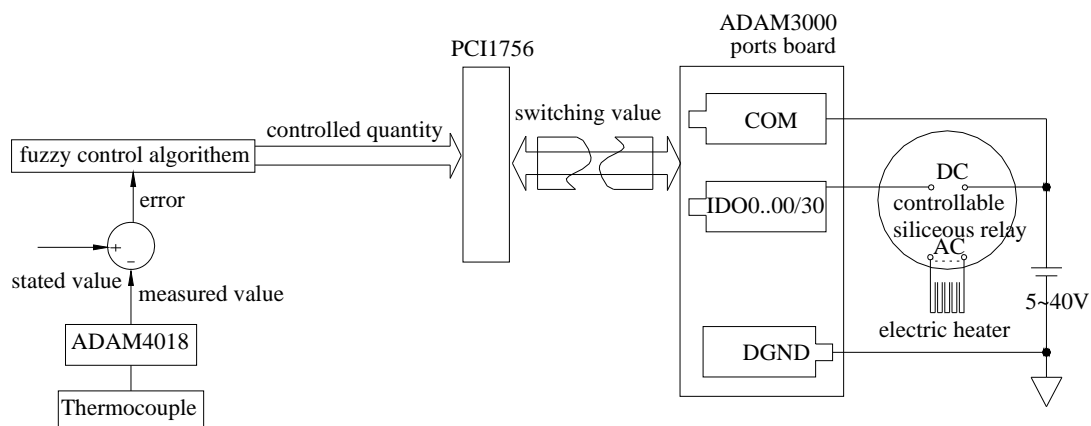 ADAM3000
ports board
PCI1756
COM
switching value
controlled quantity
fuzzy control algorithem
DC
IDO0..00/30
controllable
siliceous relay
error
+
-
AC
stated value
measured value
5~40V
electric heater
ADAM4018
DGND
Thermocouple